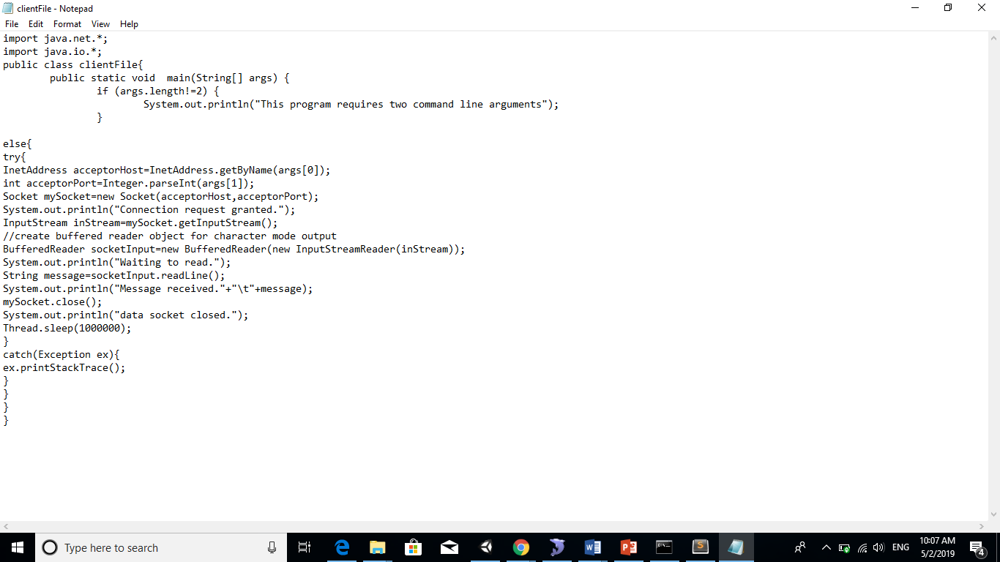 clientFile - Notepad
File Edit Format View Help
import java.net.*;
import java.io.*;
public class clientFile{
        public static void  main(String[] args) {
                if (args.length!=2) {
                        System.out.println("This program requires two command line arguments");
                }

else{
try{
InetAddress acceptorHost=InetAddress.getByName(args[0]);
int acceptorPort=Integer.parseInt(args[1]);
Socket mySocket=new Socket(acceptorHost,acceptorPort);
System.out.println("Connection request granted.");
InputStream inStream=mySocket.getInputStream();
//create buffered reader object for character mode output
BufferedReader socketInput=new BufferedReader(new InputStreamReader(inStream));
System.out.println("Waiting to read.");
String message=socketInput.readLine();
System.out.println("Message received."+"\t"+message);
mySocket.close();
System.out.println("data socket closed.");
Thread.sleep(1000000);
}
catch(Exception ex){
ex.printStackTrace();
}
}
}
}
Type here to search
ENG
10:07 AM
5/2/2019
4